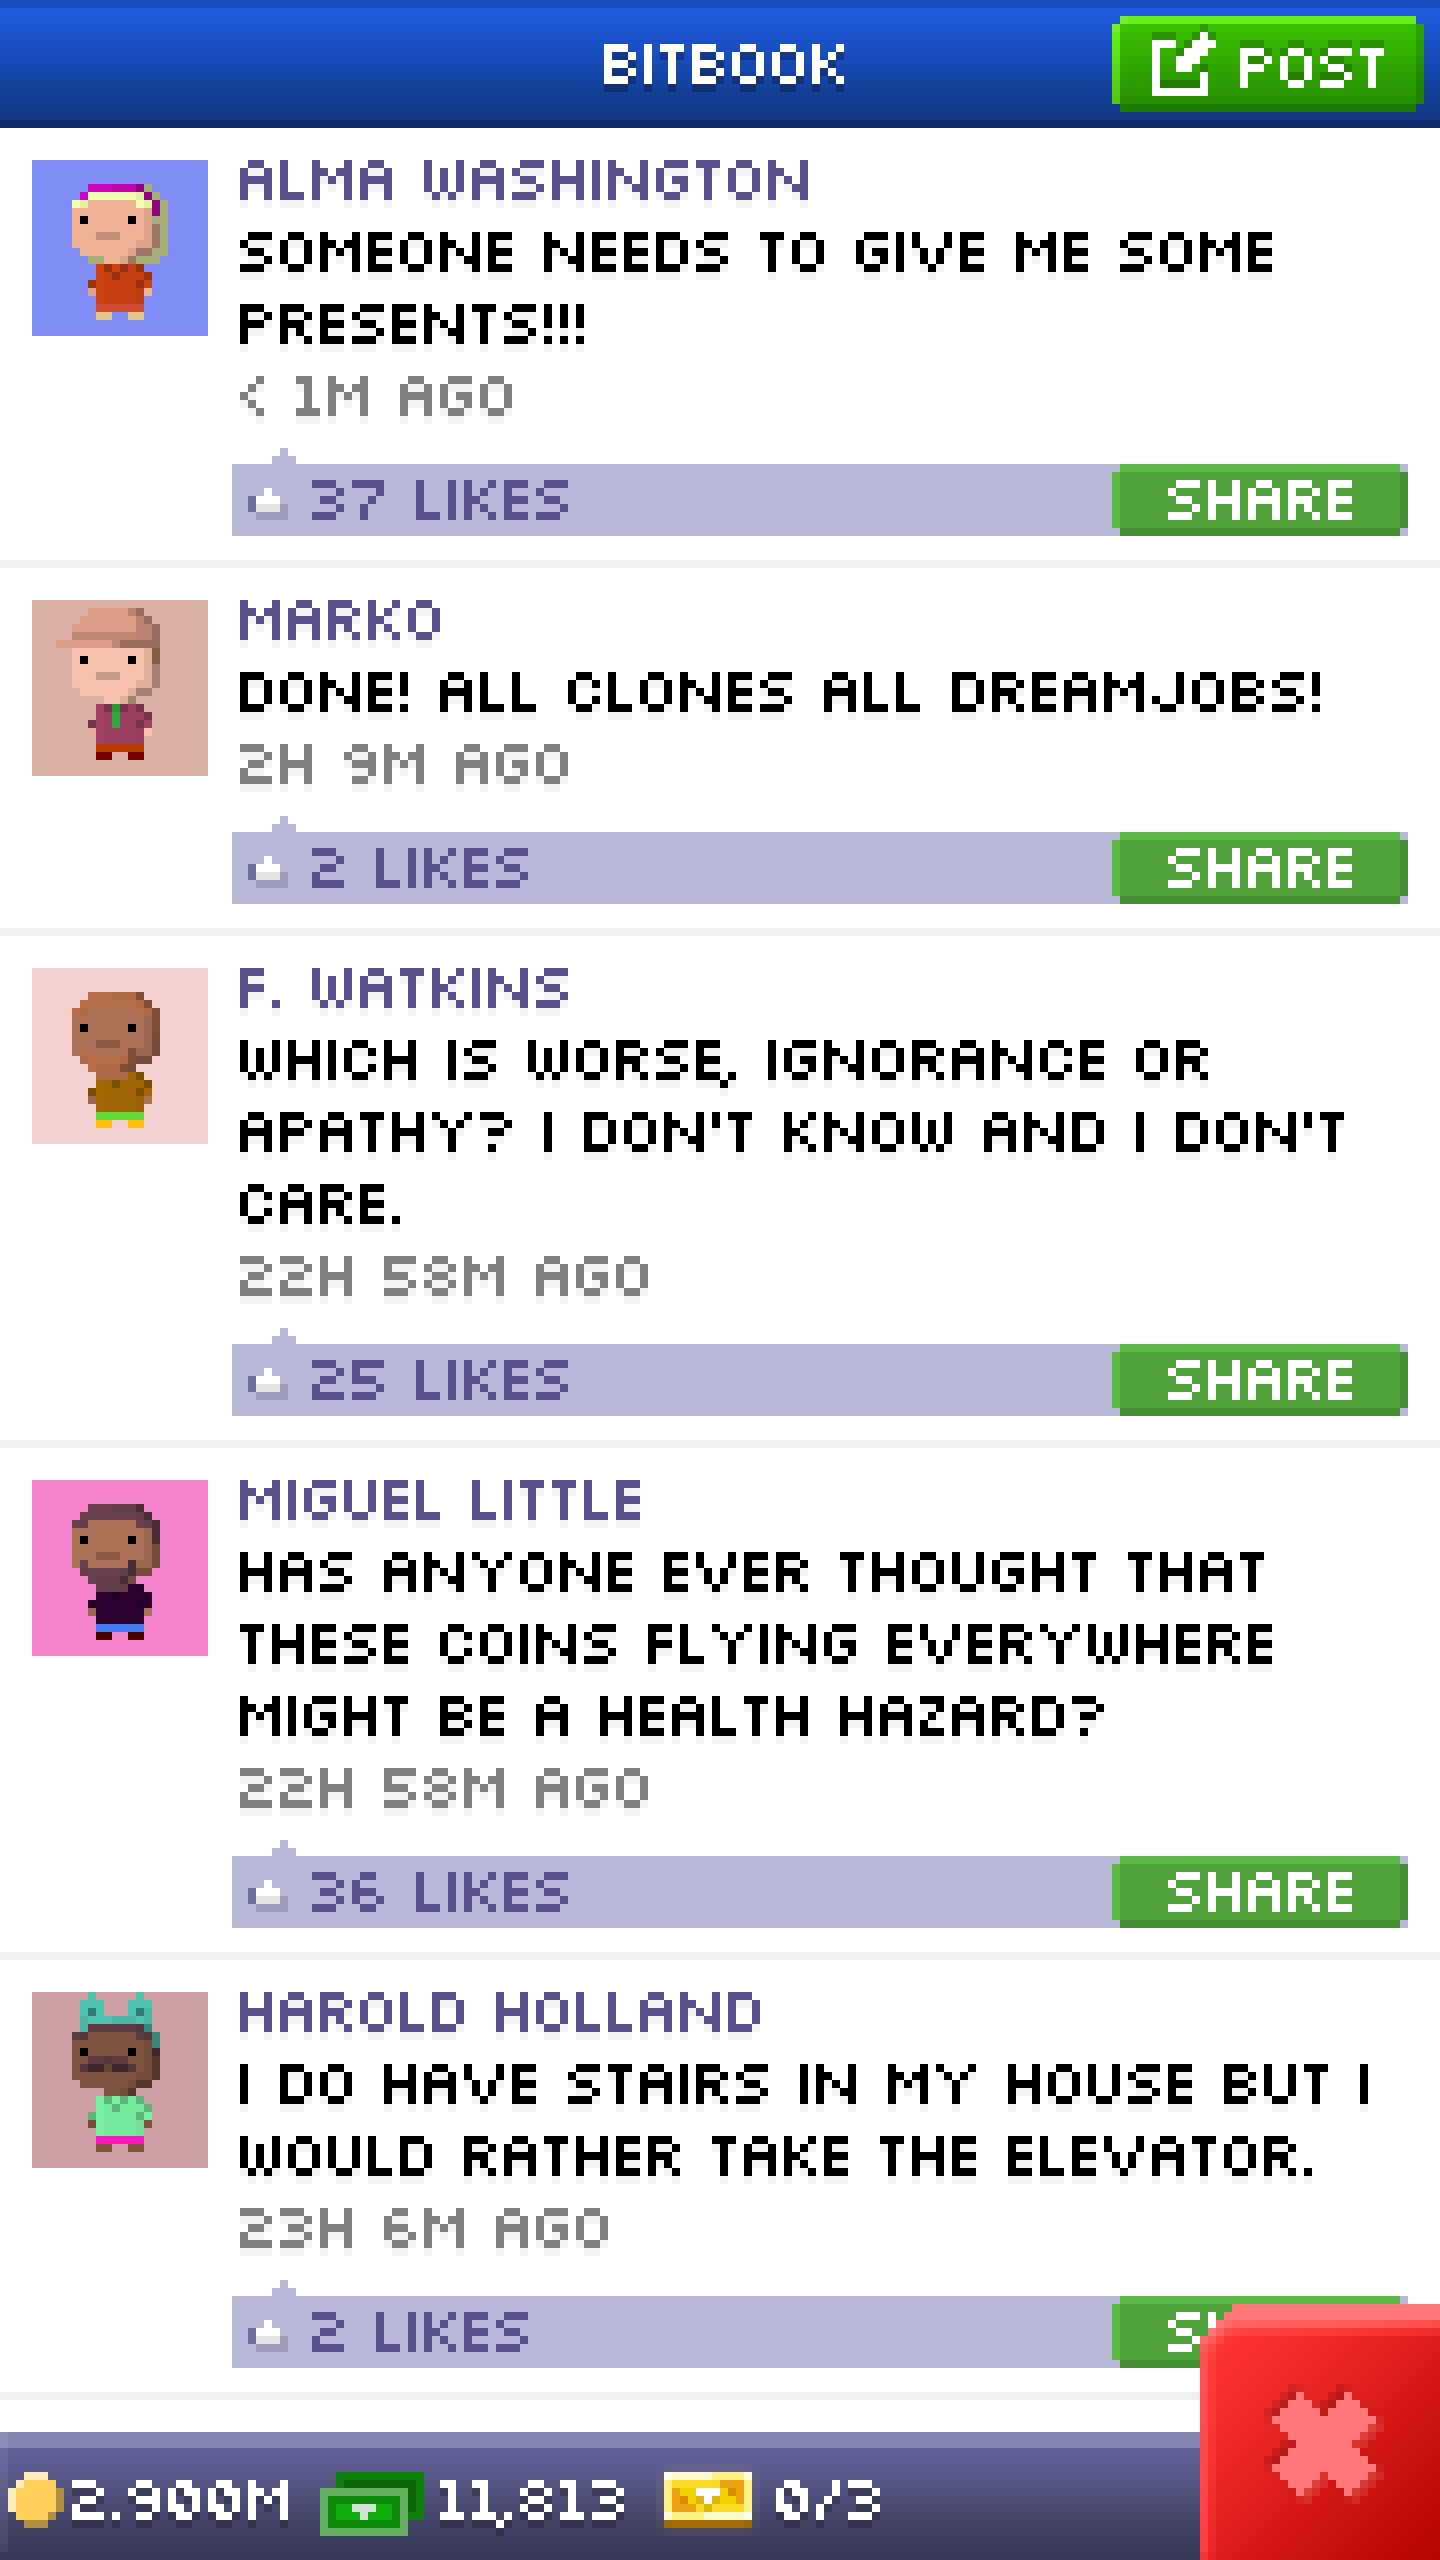 BITBOOK
POST
ALMA WASHINGTON
SOMEONE NEEDS TO GIVE ME SOME
PRESENTS!!!
< 1M AGO
37 LIKES SHARE
MARKO
DONE! ALL CLONES ALL DREAMJOBS!
2H 9M AGO
2 LIKES SHARE
F. WATKINS
WHICH IS WORSE, IGNORANCE OR
APATHY? I DON'T KNOW AND I DON'T
CARE.
22H 58M AGO
25 LIKES SHARE
MIGUEL LITTLE
HAS ANYONE EVER THOUGHT THAT
THESE COINS FLYING EVERYWHERE
MIGHT BE A HEALTH HAZARD?
22H 58M AGO
36 LIKES SHARE
HAROLD HOLLAND
I DO HAVE STAIRS IN MY HOUSE BUT I
WOULD RATHER TAKE THE ELEVATOR.
23H 6M AGO
2 LIKES
2.900M 11,813 0/3